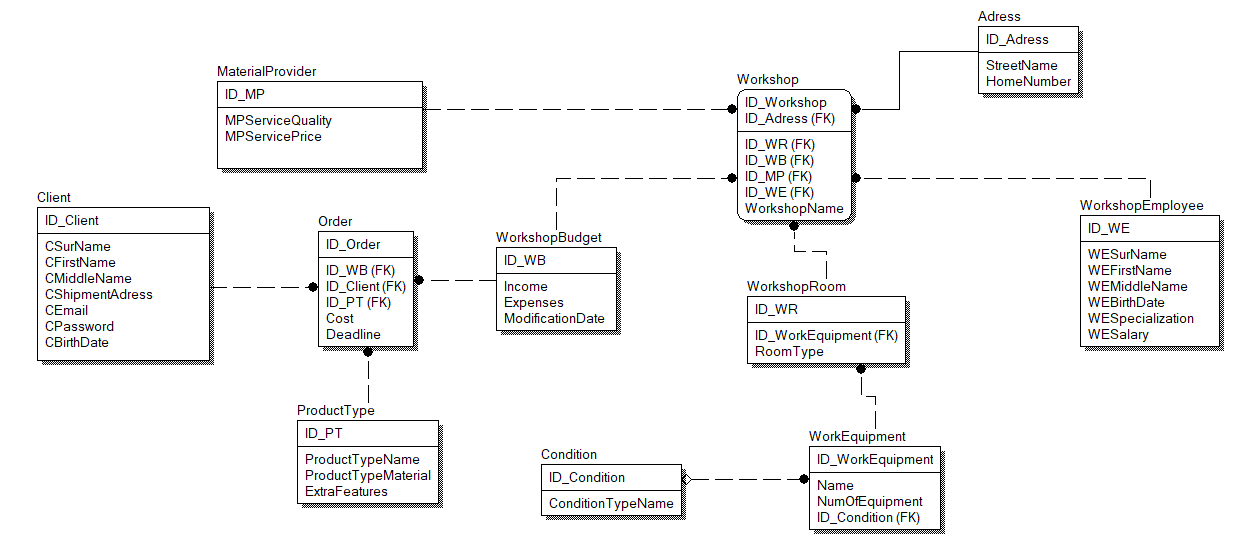 Adress
ID_Adress
StreetName
HomeNumber
MaterialProvider
ID_MP
MPServiceQuality
MPServicePrice
Workshop
ID_Workshop
ID_Adress (FK)
ID_WR (FK)
ID_WB (FK)
ID_MP (FK)
ID_WE (FK)
WorkshopName
Client
ID_Client
CSurName
CFirstName
CMiddleName
CShipmentAdress
CEmail
CPassword
CBirthDate
Order
ID_Order
ID_WB (FK)
ID_Client (FK)
ID_PT (FK)
Cost
Deadline
WorkshopBudget
ID_WB
Income
Expenses
ModificationDate
WorkshopEmployee
ID_WE
WESurName
WEFirstName
WEMiddleName
WEBirthDate
WESpecialization
WESalary
WorkshopRoom
ID_WR
ID_WorkEquipment (FK)
RoomType
ProductType
ID_PT
ProductTypeName
ProductTypeMaterial
ExtraFeatures
Condition
ID_Condition
ConditionTypeName
WorkEquipment
ID_WorkEquipment
Name
NumOfEquipment
ID_Condition (FK)